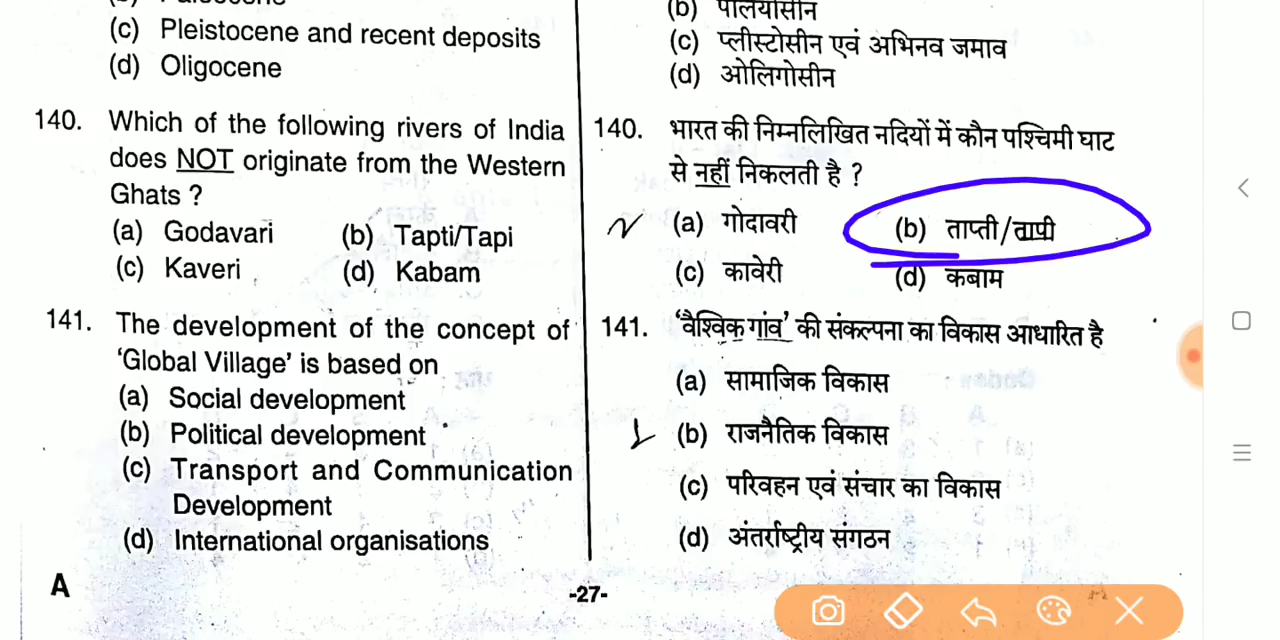 (c) Pleistocene and recent deposits
(d) Oligocene
140. Which of the following rivers of India
does NOT originate from the Western
Ghats ?
(a) Godavari (b) Tapti/Tapi
(c) Kaveri (d) Kabam
141. The development of the concept of
‘Global Village’ is based on
(a) Social development
(b) Political development
(c) Transport and Communication
Development
(d) International organisations
A
(b) पेलियोसीन
(c) प्लीस्टोसीन एवं अभिनव जमाव
(d) ओलिगोसीन
140. भारत की निम्नलिखित नदियों में कौन पश्चिमी घाट
से नहीं निकलती है ?
(a) गोदावरी (b) ताप्ती/तापी
(c) कावेरी (d) कबाम
141. ‘वैश्विक गांव’ की संकल्पना का विकास आधारित है
(a) सामाजिक विकास
(b) राजनैतिक विकास
(c) परिवहन एवं संचार का विकास
(d) अंतर्राष्ट्रीय संगठन
-27-